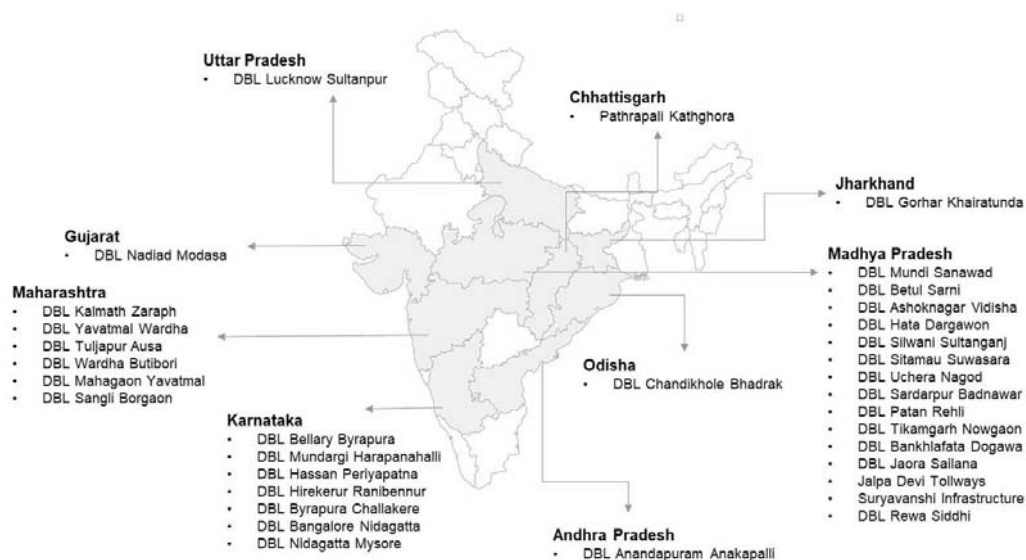 Uttar Pradesh
• DBL Lucknow Sultanpur
Chhattisgarh
• Pathrapali Kathghora
Jharkhand
• DBL Gorhar Khairatunda
Gujarat
• DBL Nadiad Modasa
Maharashtra
• DBL Kalmath Zaraph
• DBL Yavatmal Wardha
• DBL Tuljapur Ausa
• DBL Wardha Butibori
• DBL Mahagaon Yavatmal
• DBL Sangli Borgaon
Madhya Pradesh
• DBL Mundi Sanawad
• DBL Betul Sarni
• DBL Ashoknagar Vidisha
• DBL Hata Dargawon
• DBL Silwani Sultanganj
• DBL Sitamau Suwasara
• DBL Uchera Nagod
• DBL Sardarpur Badnawar
• DBL Patan Rehli
• DBL Tikamgarh Nowgaon
• DBL Bankhlafata Dogawa
• DBL Jaora Sailana
• Jalpa Devi Tollways
• Suryavanshi Infrastructure
• DBL Rewa Siddhi
Odisha
• DBL Chandikhole Bhadrak
Karnataka
• DBL Bellary Byrapura
• DBL Mundargi Harapanahalli
• DBL Hassan Periyapatna
• DBL Hirekerur Ranibennur
• DBL Byrapura Challakere
• DBL Bangalore Nidagatta
• DBL Nidagatta Mysore
Andhra Pradesh
• DBL Anandapuram Anakapalli